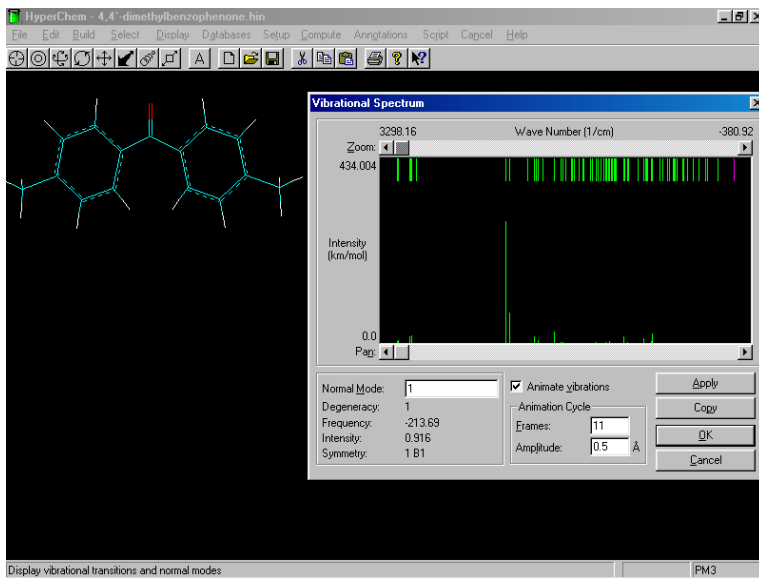 HyperChem - 4,4`-dimethylbenzophenone.hin
File Edit Build Select Display Databases Setup Compute Annotations Script Cancel Help
A
Vibrational Spectrum
3298.16 Wave Number (1/cm) -380.92
Zoom:
434.004
Intensity
(km/mol)
0.0
Pan:
Normal Mode: 1
Degeneracy: 1
Frequency: -213.69
Intensity: 0.916
Symmetry: 1 B1
Animate vibrations
Animation Cycle
Frames: 11
Amplitude: 0.5 Å
Apply
Copy
OK
Cancel
Display vibrational transitions and normal modes
PM3